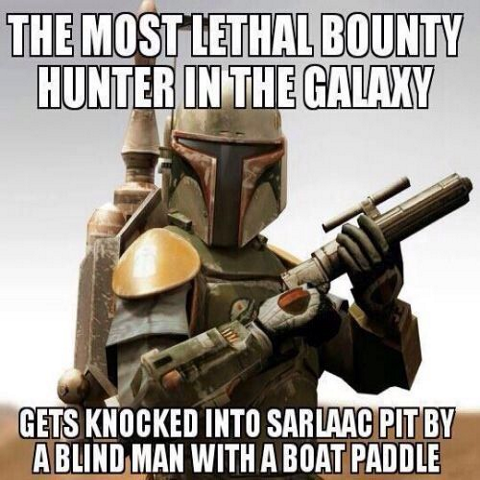 THE MOST LETHAL BOUNTY
HUNTER IN THE GALAXY
GETS KNOCKED INTO SARLAAC PIT BY
A BLIND MAN WITH A BOAT PADDLE